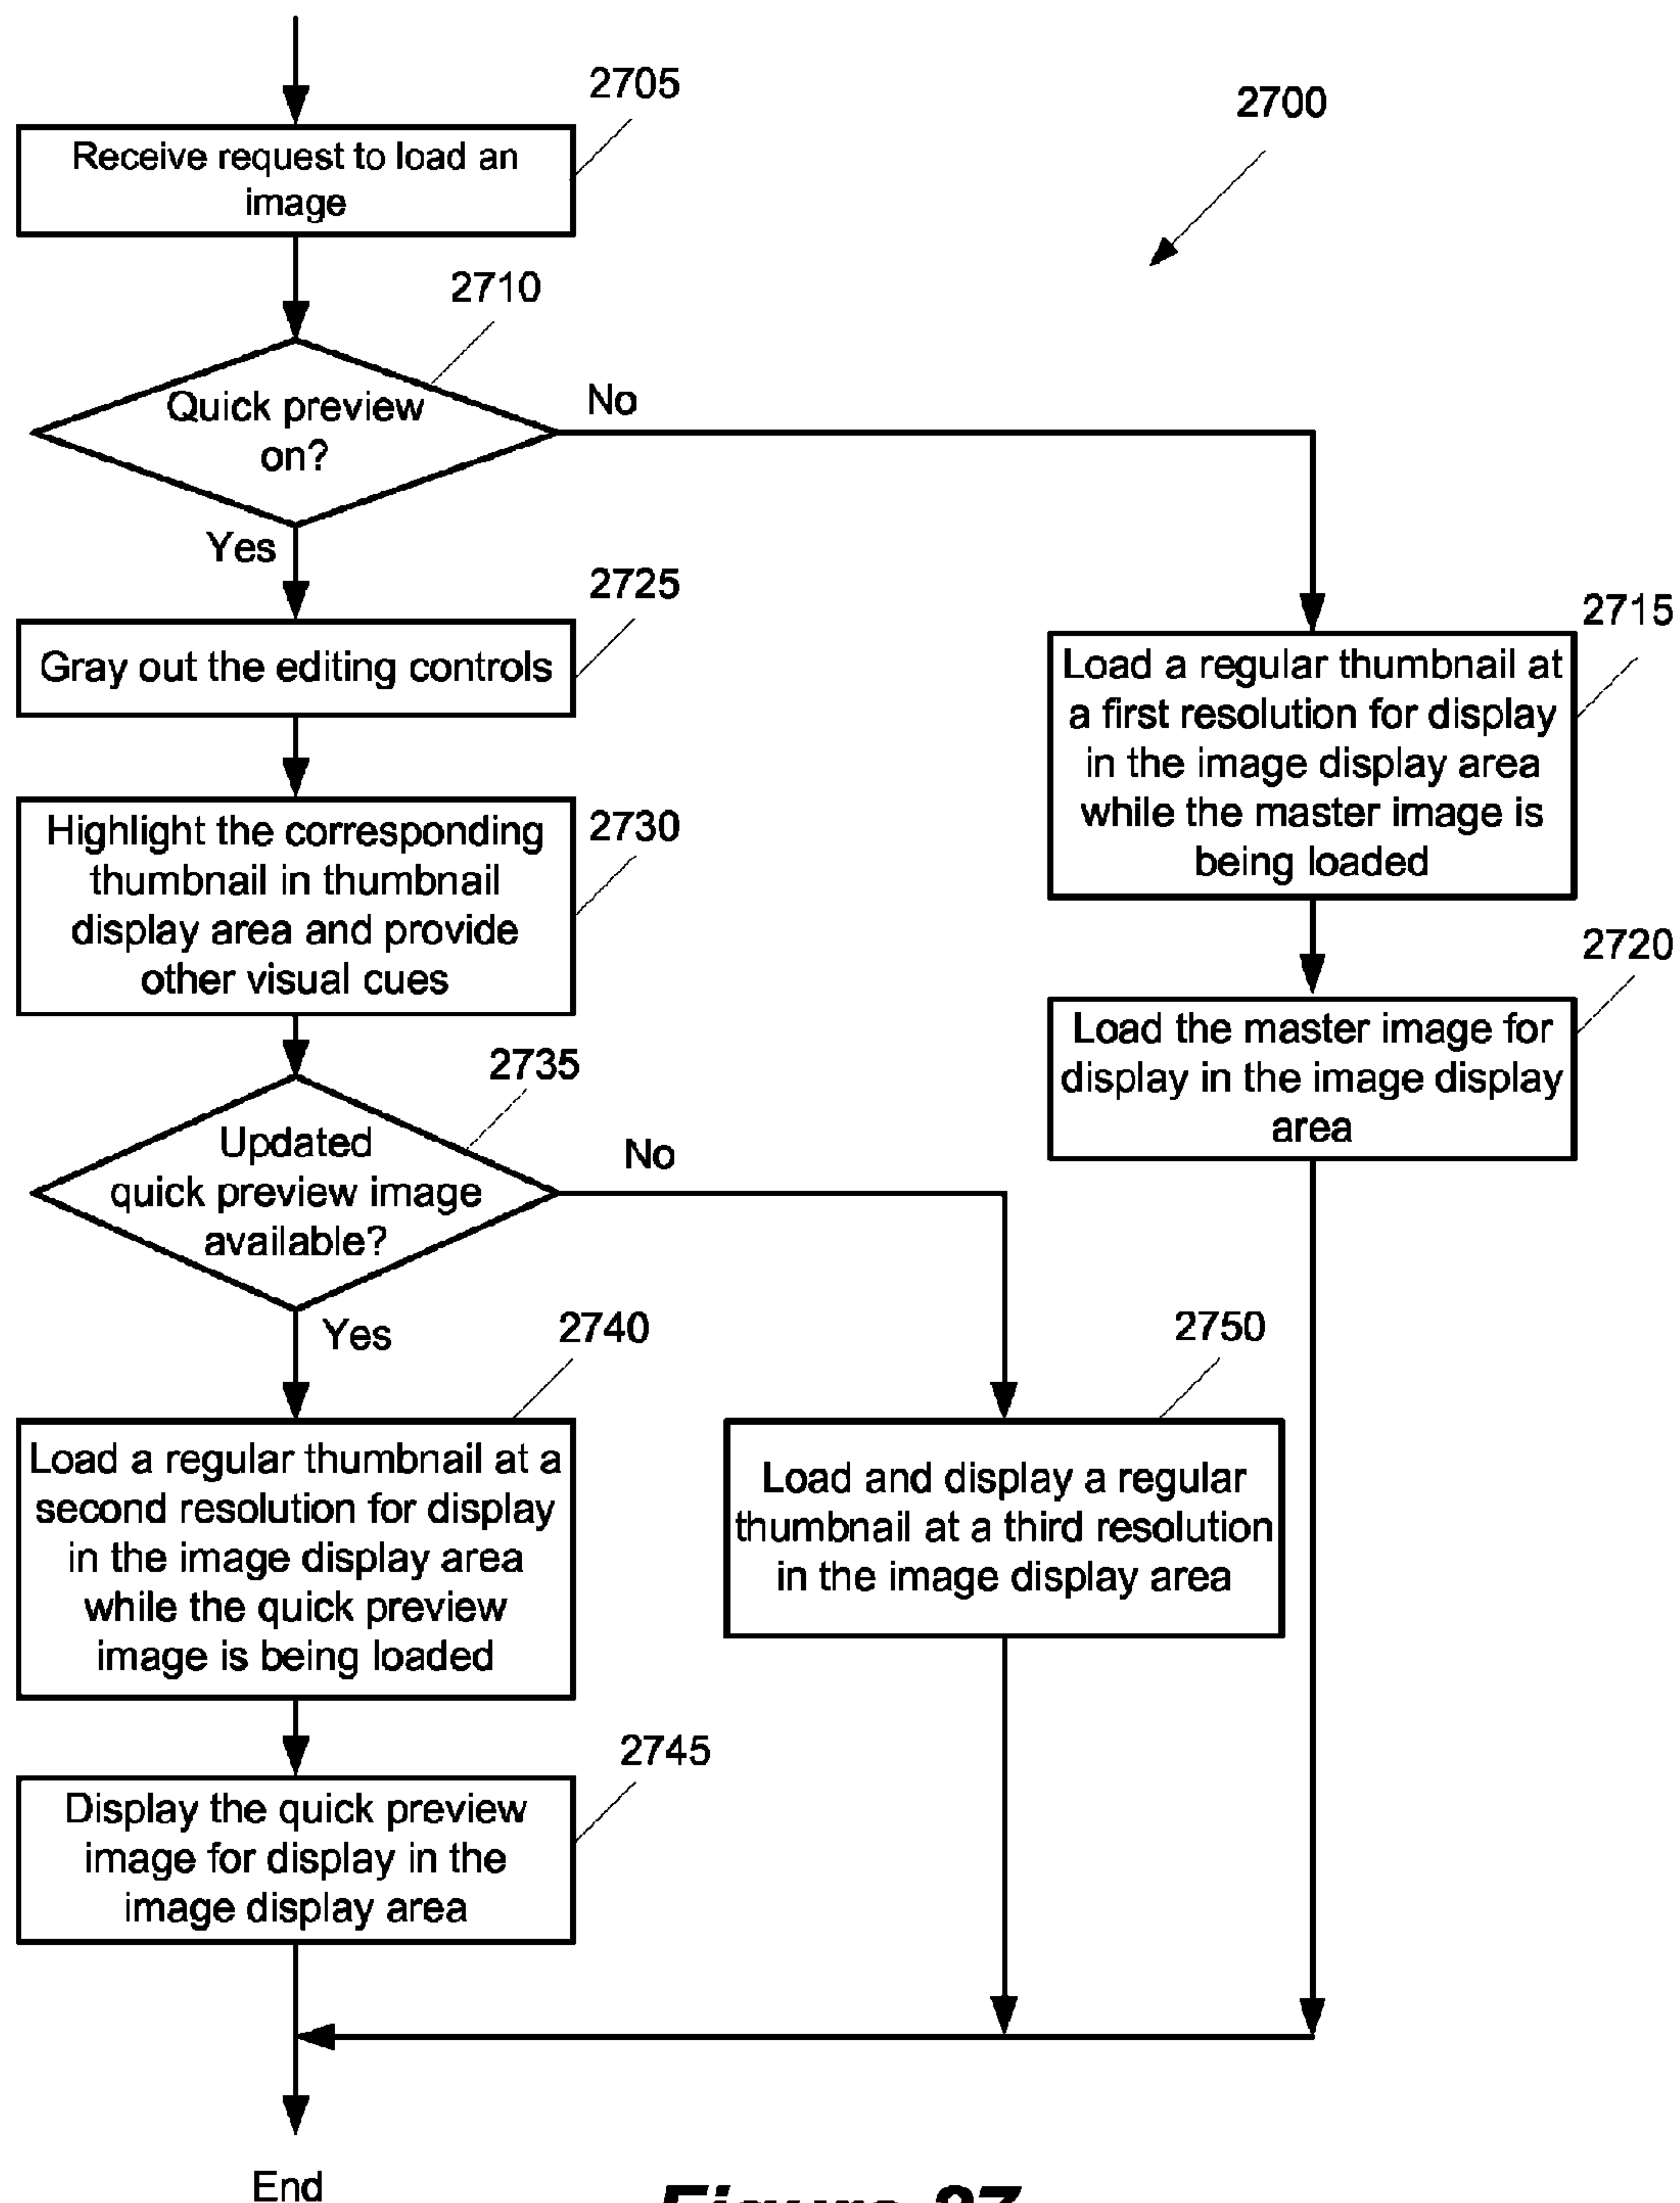 2705
2700
Receive request to load an
image
2710
Quick preview
on?
No
Yes
2725
Gray out the editing controls
2715
Load a regular thumbnail at
a first resolution for display
in the image display area
while the master image is
being loaded
2730
Highlight the corresponding
thumbnail in thumbnail
display area and provide
other visual cues
2720
Load the master image for
display in the image display
area
2735
Updated
quick preview image
available?
No
Yes
2740
Load a regular thumbnail at a
second resolution for display
in the image display area
while the quick preview
image is being loaded
2750
Load and display a regular
thumbnail at a third resolution
in the image display area
2745
Display the quick preview
image for display in the
image display area
End
Figure 27